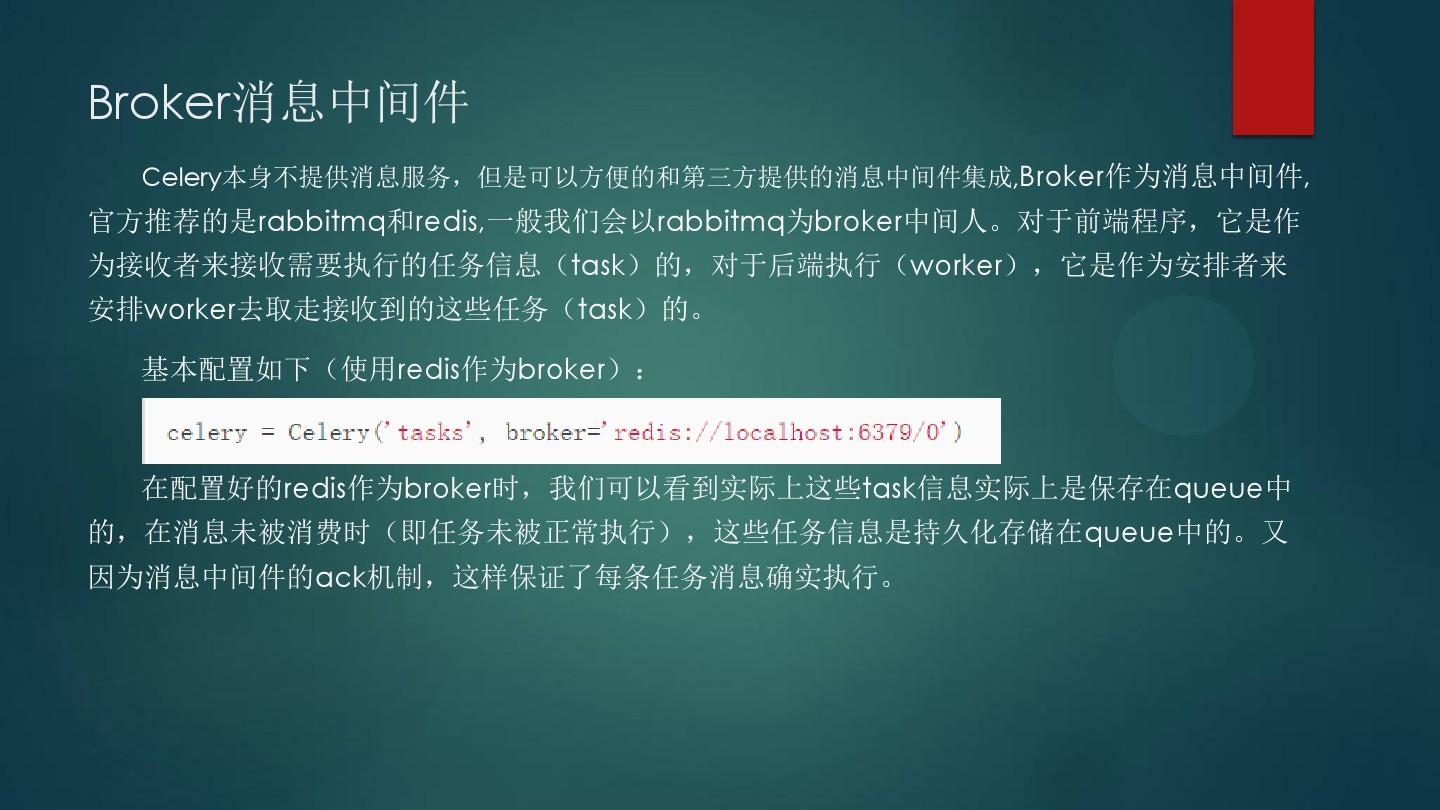 Broker消息中间件
Celery本身不提供消息服务，但是可以方便的和第三方提供的消息中间件集成,Broker作为消息中间件,
官方推荐的是rabbitmq和redis,一般我们会以rabbitmq为broker中间人。对于前端程序，它是作
为接收者来接收需要执行的任务信息（task）的，对于后端执行（worker），它是作为安排者来
安排worker去取走接收到的这些任务（task）的。
基本配置如下（使用redis作为broker）：
celery = Celery('tasks', broker='redis://localhost:6379/0')
在配置好的redis作为broker时，我们可以看到实际上这些task信息实际上是保存在queue中
的，在消息未被消费时（即任务未被正常执行），这些任务信息是持久化存储在queue中的。又
因为消息中间件的ack机制，这样保证了每条任务消息确实执行。